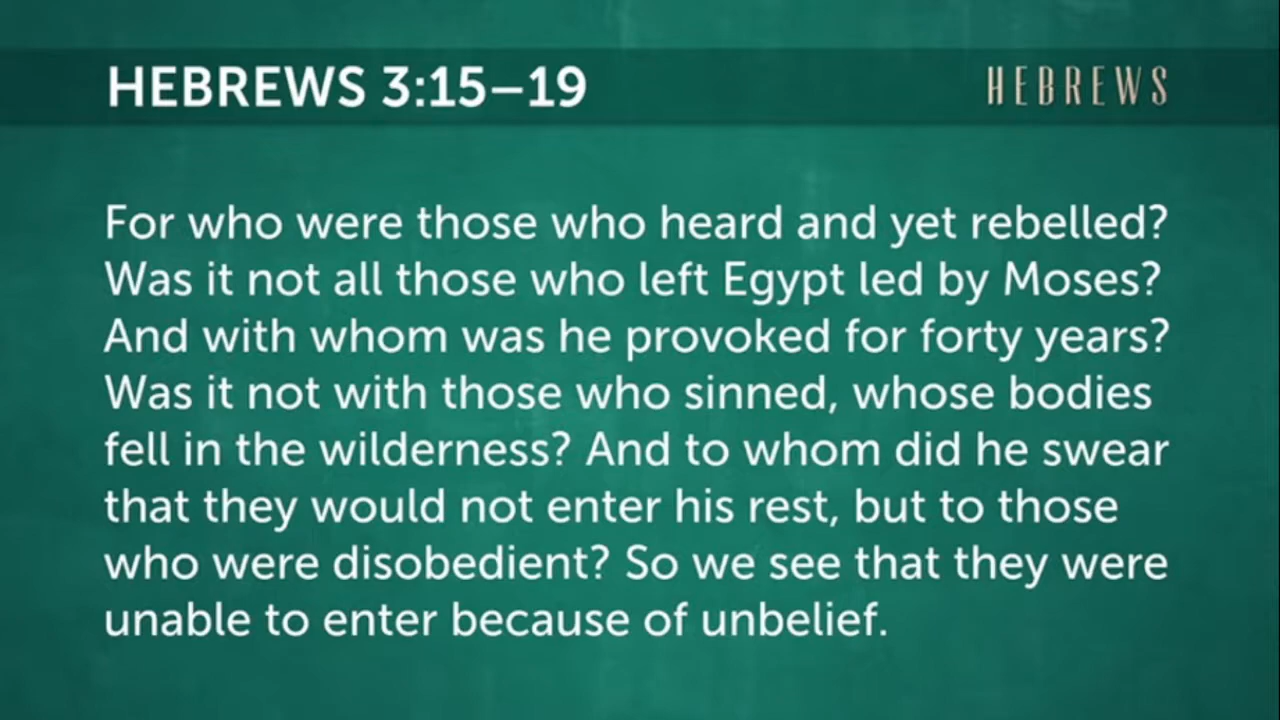 HEBREWS 3:15–19
HEBREWS
For who were those who heard and yet rebelled?
Was it not all those who left Egypt led by Moses?
And with whom was he provoked for forty years?
Was it not with those who sinned, whose bodies
fell in the wilderness? And to whom did he swear
that they would not enter his rest, but to those
who were disobedient? So we see that they were
unable to enter because of unbelief.